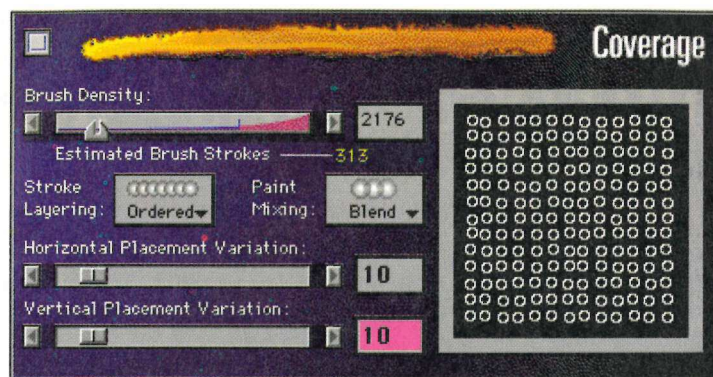 Coverage
Brush Density:
2176
Estimated Brush Strokes 313
Stroke Layering: Ordered
Paint Mixing: Blend
Horizontal Placement Variation:
10
Vertical Placement Variation:
10